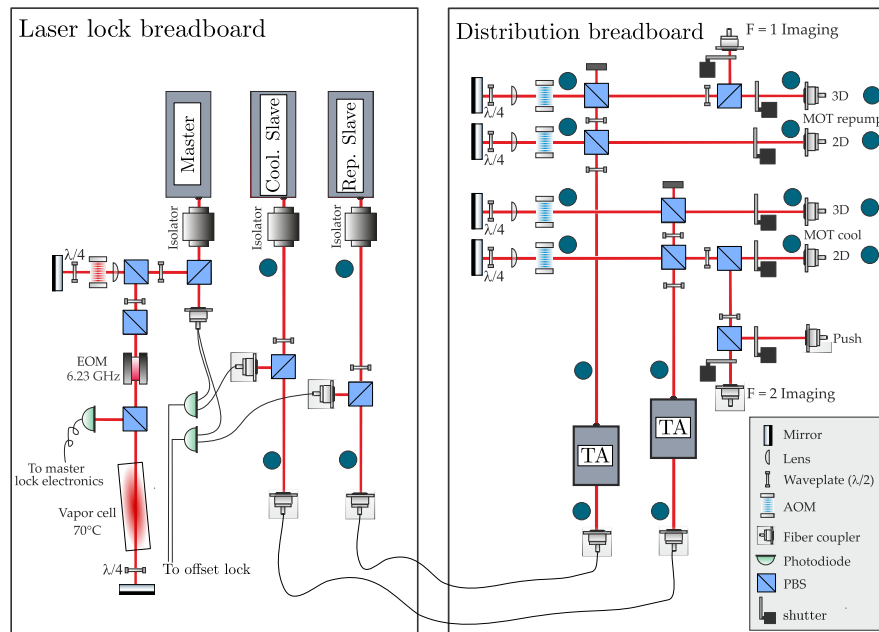 Laser lock breadboard
Master
Cool. Slave
Rep. Slave
Isolator
Isolator
Isolator
λ/4
EOM
6.23 GHz
To master
lock electronics
Vapor cell
70°C
λ/4
To offset lock
Distribution breadboard
F = 1 Imaging
λ/4
3D
MOT repump
λ/4
2D
3D
λ/4
MOT cool
λ/4
2D
Push
F = 2 Imaging
TA
TA
Mirror
Lens
Waveplate (λ/2)
AOM
Fiber coupler
Photodiode
PBS
shutter